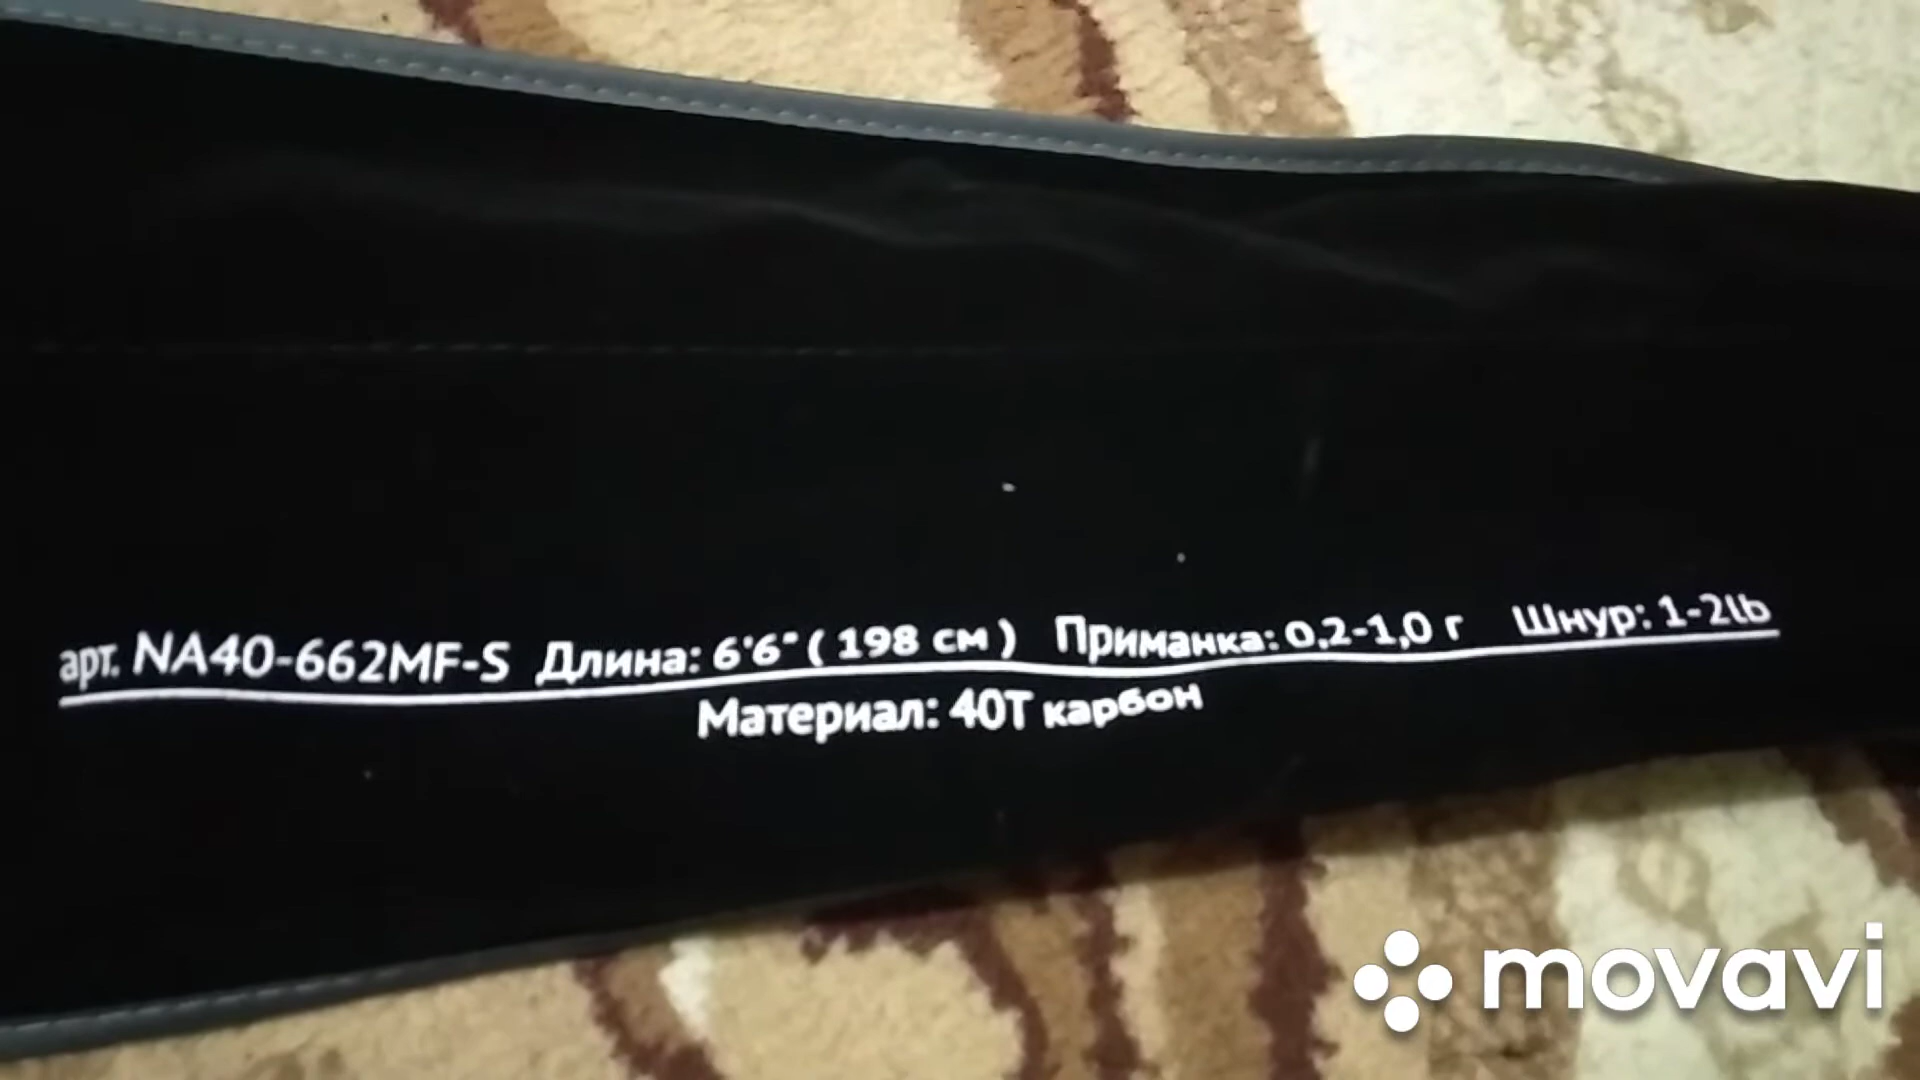 арт. NA40-662MF-S Длина: 6'6" ( 198 см ) Приманка: 0,2-1,0 г Шнур: 1-2lb
Материал: 40Т карбон
movavi